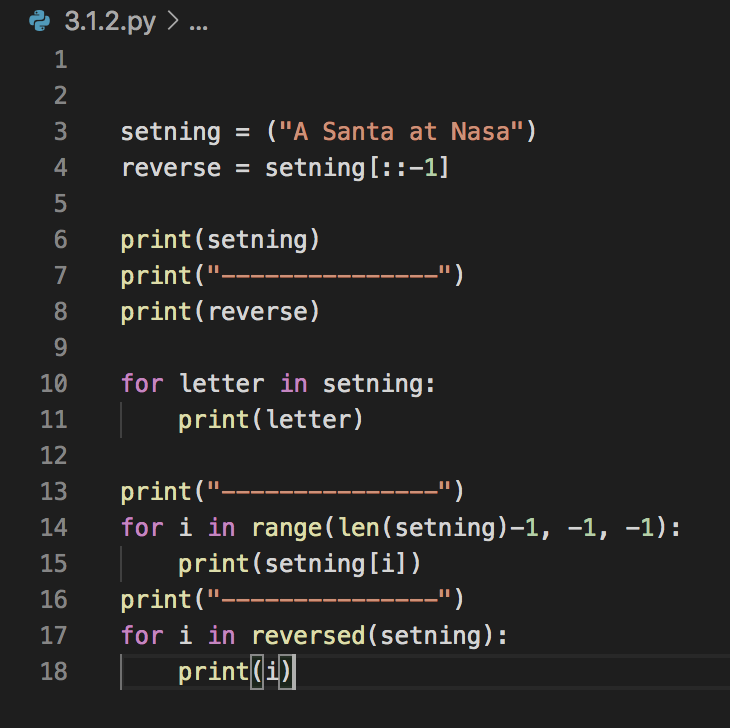 3.1.2.py > ...
1
2
3 setning = ("A Santa at Nasa")
4 reverse = setning[::-1]
5
6 print(setning)
7 print("---------------")
8 print(reverse)
9
10 for letter in setning:
11     print(letter)
12
13 print("---------------")
14 for i in range(len(setning)-1, -1, -1):
15     print(setning[i])
16 print("---------------")
17 for i in reversed(setning):
18     print(i)